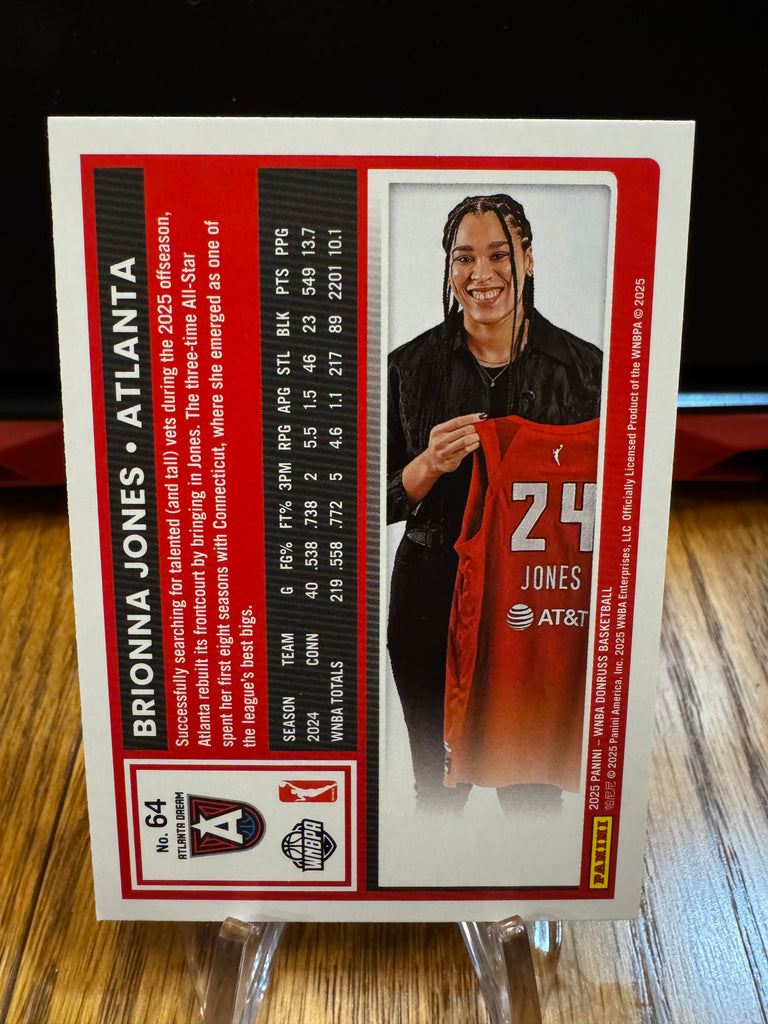 No. 64
ATLANTA DREAM
A
WNBPA
BRIONNA JONES • ATLANTA
Successfully searching for talented (and tall) vets during the 2025 offseason,
Atlanta rebuilt its frontcourt by bringing in Jones. The three-time All-Star
spent her first eight seasons with Connecticut, where she emerged as one of
the league's best bigs.
SEASON TEAM G FG% FT% 3PM RPG APG STL BLK PTS PPG
2024 CONN 40 .538 .738 2 5.5 1.5 46 23 549 13.7
WNBA TOTALS 219 .558 .772 5 4.6 1.1 217 89 2201 10.1
24
JONES
AT&T
PANINI
2025 PANINI – WNBA DONRUSS BASKETBALL
帕尼尼 © 2025 Panini America, Inc. 2025 WNBA Enterprises, LLC Officially Licensed Product of the WNBPA © 2025